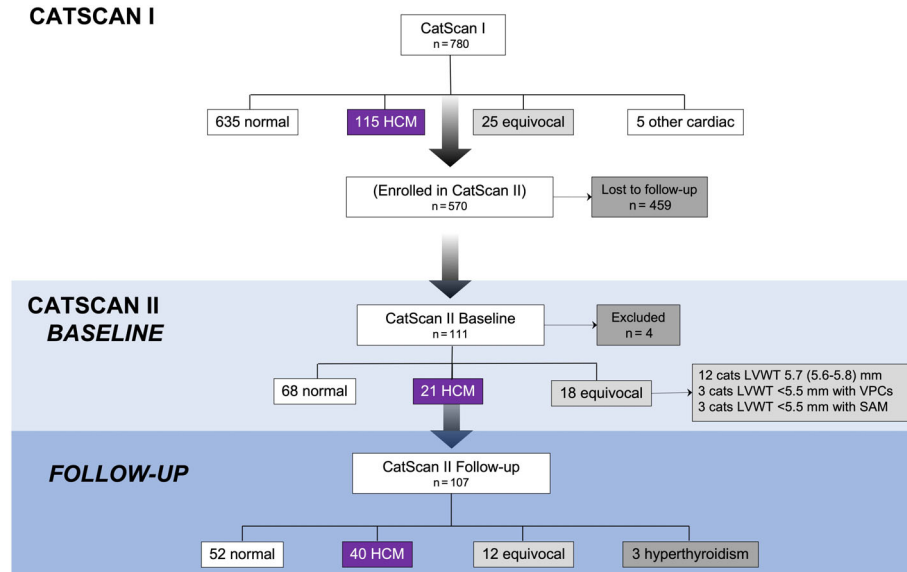 CATSCAN I
CatScan I
n = 780
635 normal
115 HCM
25 equivocal
5 other cardiac
(Enrolled in CatScan II)
n = 570
Lost to follow-up
n = 459
CATSCAN II
BASELINE
CatScan II Baseline
n = 111
Excluded
n = 4
68 normal
21 HCM
18 equivocal
12 cats LVWT 5.7 (5.6-5.8) mm
3 cats LVWT <5.5 mm with VPCs
3 cats LVWT <5.5 mm with SAM
FOLLOW-UP
CatScan II Follow-up
n = 107
52 normal
40 HCM
12 equivocal
3 hyperthyroidism